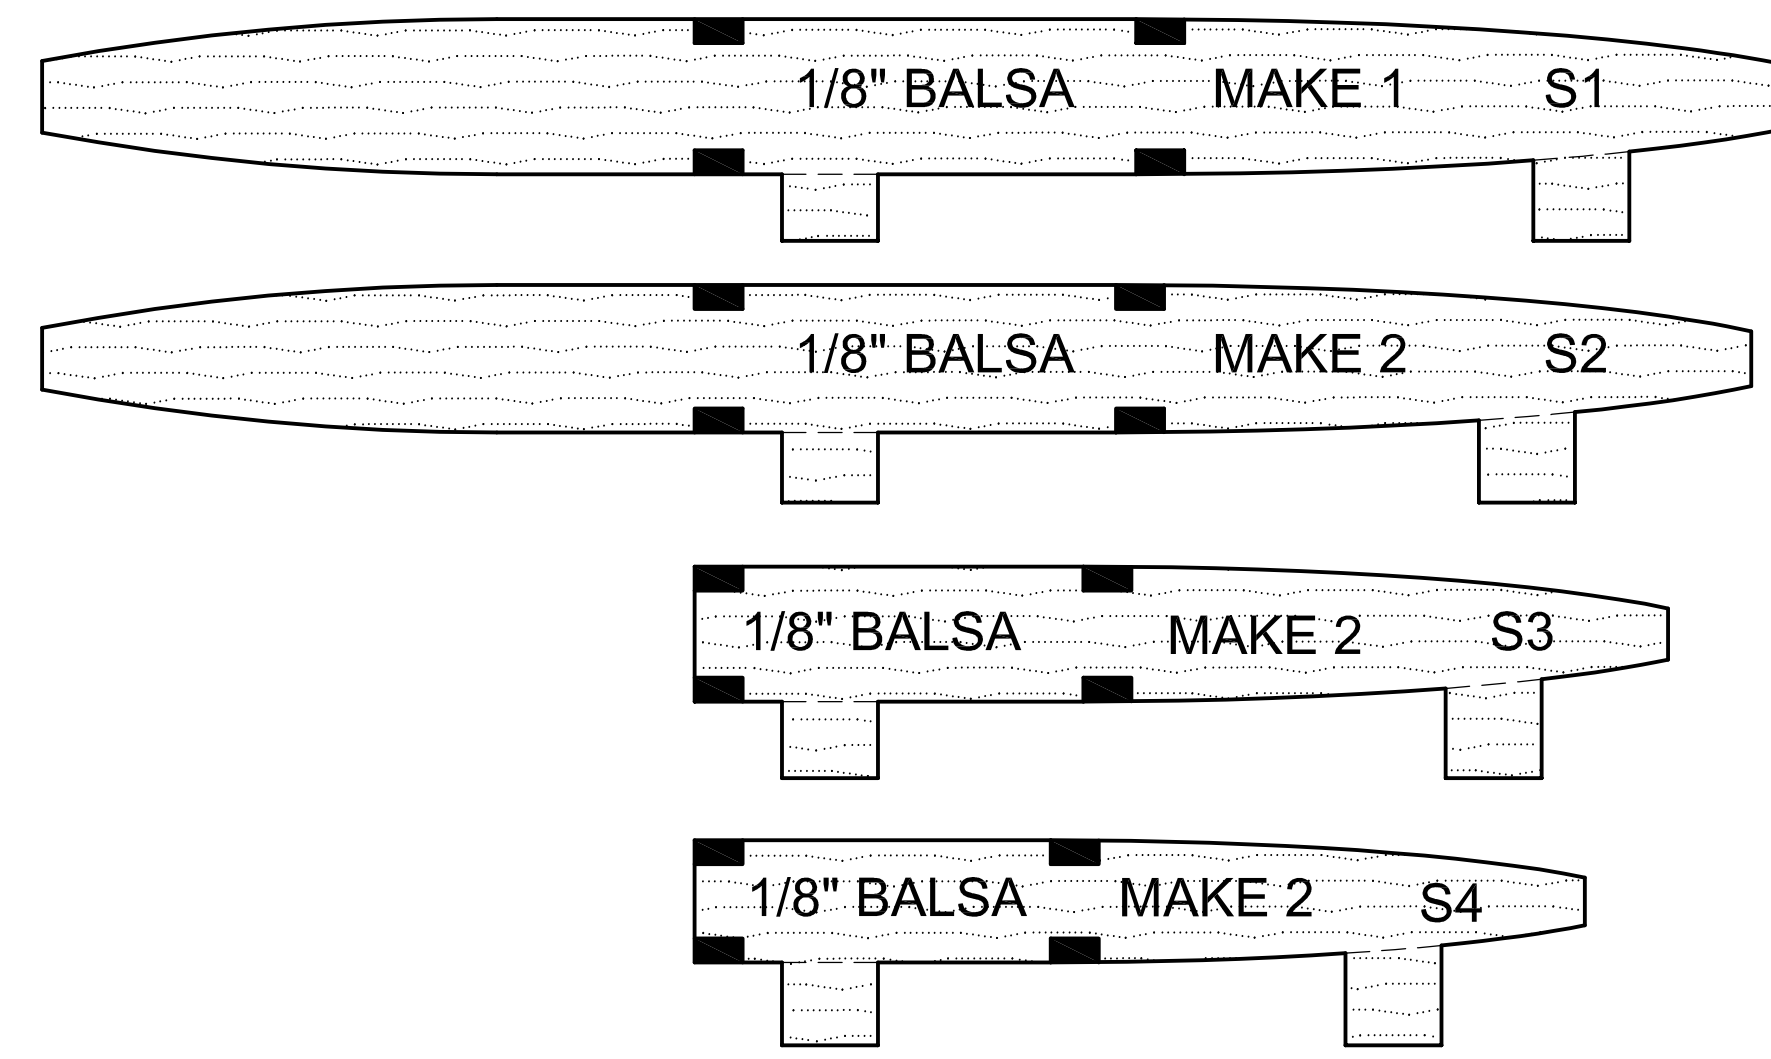 1/8" BALSA MAKE 1 S1
1/8" BALSA MAKE 2 S2
1/8" BALSA MAKE 2 S3
1/8" BALSA MAKE 2 S4